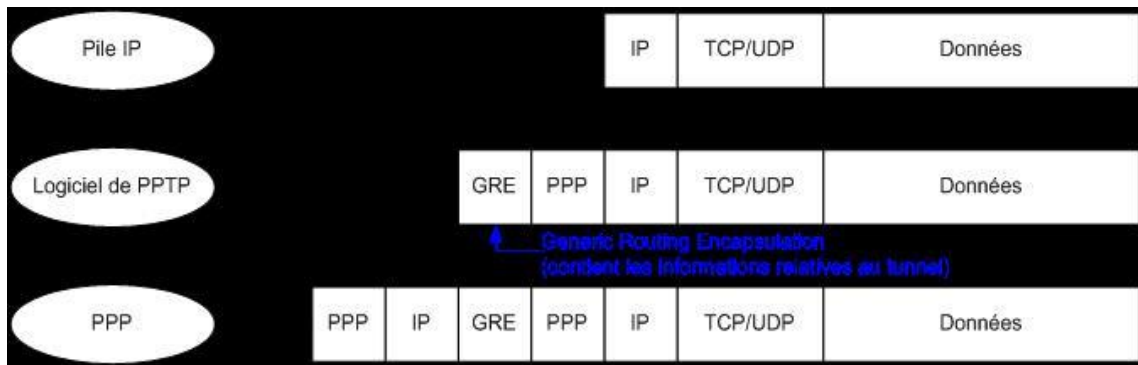 Pile IP
IP TCP/UDP Données
Logiciel de PPTP
GRE PPP IP TCP/UDP Données
Generic Routing Encapsulation
(contient les informations relatives au tunnel)
PPP
PPP IP GRE PPP IP TCP/UDP Données